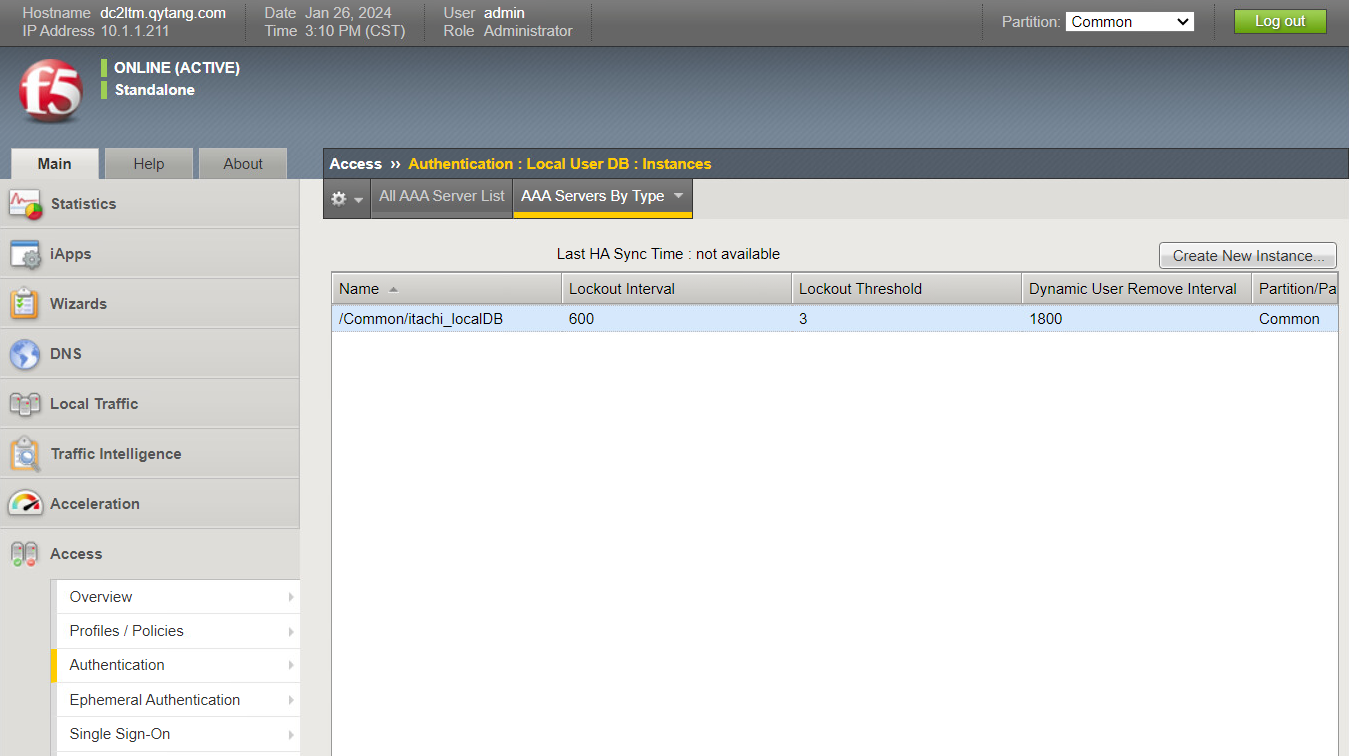 Hostname dc2ltm.qytang.com Date Jan 26, 2024 User admin
IP Address 10.1.1.211 Time 3:10 PM (CST) Role Administrator
Partition: Common Log out
f5
ONLINE (ACTIVE)
Standalone
Main Help About
Access ›› Authentication : Local User DB : Instances
All AAA Server List AAA Servers By Type
Statistics
iApps
Wizards
DNS
Local Traffic
Traffic Intelligence
Acceleration
Access
Overview
Profiles / Policies
Authentication
Ephemeral Authentication
Single Sign-On
Last HA Sync Time : not available
Create New Instance...
Name Lockout Interval Lockout Threshold Dynamic User Remove Interval Partition/Pa
/Common/itachi_localDB 600 3 1800 Common